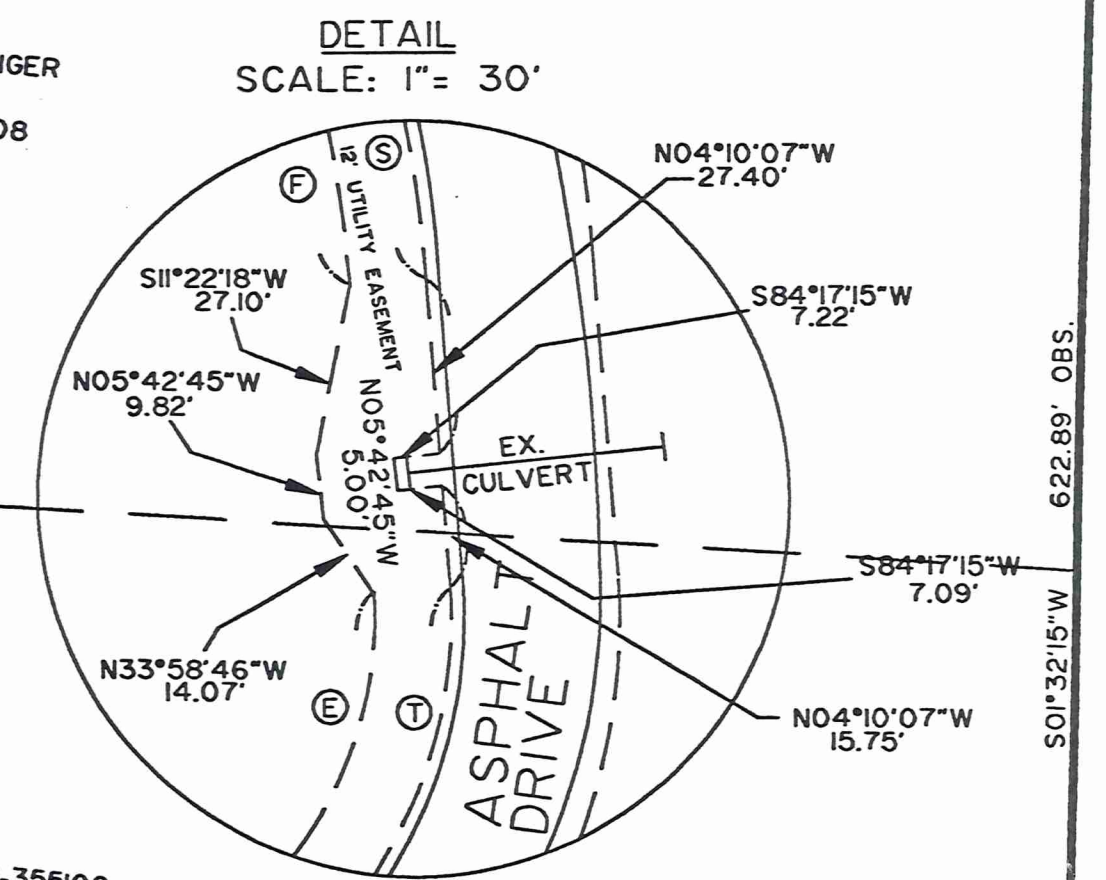 DETAIL
SCALE: 1"= 30'
08
N04°10'07"W
27.40'
S
12' UTILITY EASEMENT
F
S11°22'18"W
27.10'
S84°17'15"W
7.22'
N05°42'45"W
9.82'
N05°42'45"W
5.00'
EX.
CULVERT
622.89' OBS.
S01°32'15"W
S84°17'15"W
7.09'
N33°58'46"W
14.07'
E
T
ASPHALT
DRIVE
N04°10'07"W
15.75'